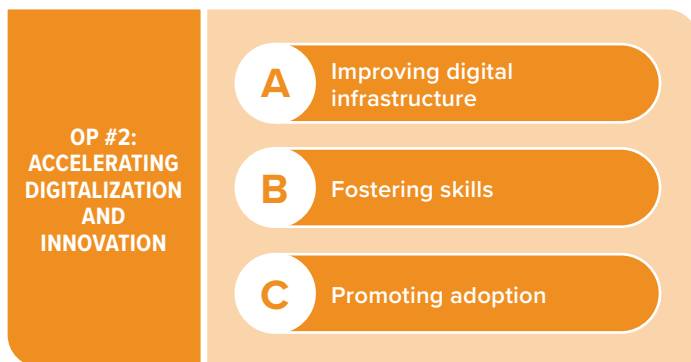 OP #2:
ACCELERATING
DIGITALIZATION
AND
INNOVATION
A
Improving digital
infrastructure
B
Fostering skills
C
Promoting adoption